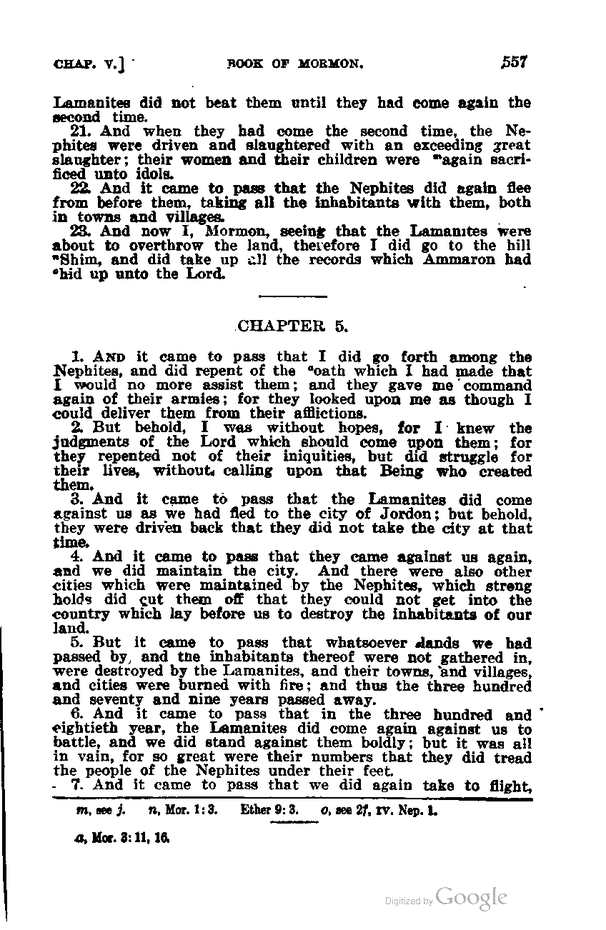 CHAP. V.] BOOK OF MORMON. 557
Lamanites did not beat them until they had come again the
second time.
21. And when they had come the second time, the Ne-
phites were driven and slaughtered with an exceeding great
slaughter; their women and their children were ᵐagain sacri-
ficed unto idols.
22. And it came to pass that the Nephites did again flee
from before them, taking all the inhabitants with them, both
in towns and villages.
23. And now I, Mormon, seeing that the Lamanites were
about to overthrow the land, therefore I did go to the hill
ⁿShim, and did take up all the records which Ammaron had
ᵒhid up unto the Lord.
CHAPTER 5.
1. AND it came to pass that I did go forth among the
Nephites, and did repent of the ᵃoath which I had made that
I would no more assist them; and they gave me command
again of their armies; for they looked upon me as though I
could deliver them from their afflictions.
2. But behold, I was without hopes, for I knew the
judgments of the Lord which should come upon them; for
they repented not of their iniquities, but did struggle for
their lives, without calling upon that Being who created
them.
3. And it came to pass that the Lamanites did come
against us as we had fled to the city of Jordon; but behold,
they were driven back that they did not take the city at that
time.
4. And it came to pass that they came against us again,
and we did maintain the city. And there were also other
cities which were maintained by the Nephites, which strong
holds did cut them off that they could not get into the
country which lay before us to destroy the inhabitants of our
land.
5. But it came to pass that whatsoever lands we had
passed by, and the inhabitants thereof were not gathered in,
were destroyed by the Lamanites, and their towns, and villages,
and cities were burned with fire; and thus the three hundred
and seventy and nine years passed away.
6. And it came to pass that in the three hundred and
eightieth year, the Lamanites did come again against us to
battle, and we did stand against them boldly; but it was all
in vain, for so great were their numbers that they did tread
the people of the Nephites under their feet.
7. And it came to pass that we did again take to flight,
m, see j. n, Mor. 1:3. Ether 9:3. o, see 2f, IV. Nep. 1.
a, Mor. 3:11, 16.
Digitized by Google